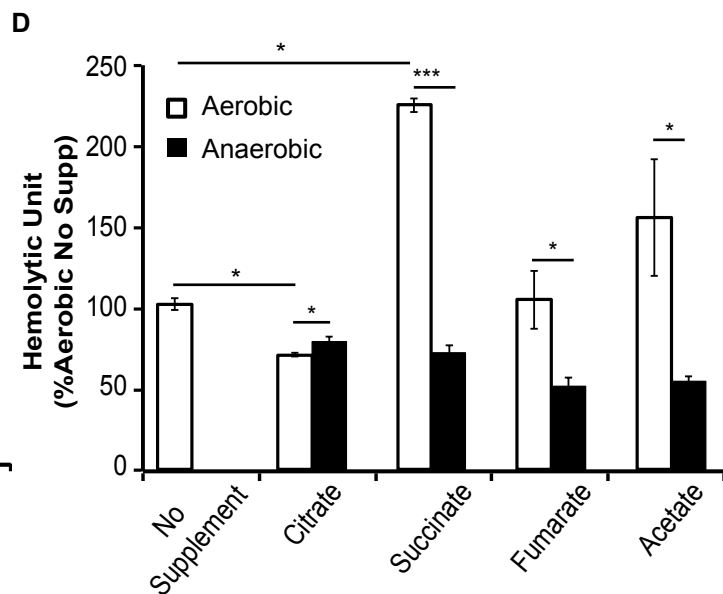 D
*
250
***
Aerobic
Anaerobic
200
*
150
*
*
100
*
50
0
Hemolytic Unit
(%Aerobic No Supp)
No
Supplement
Citrate
Succinate
Fumarate
Acetate